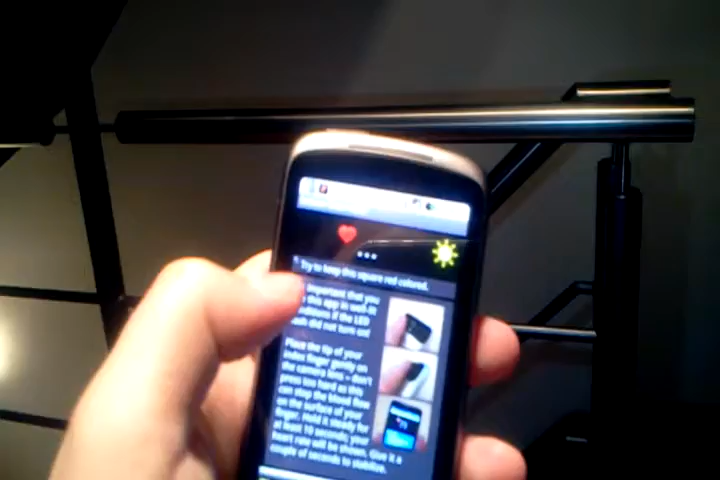 Try to keep this square red colored.
important that you
this app in well-lit
conditions if the LED
did not turn on!
Place the tip of your
index finger gently on
the camera lens - don't
press too hard as this
can stop the blood flow
on the surface of your
finger. Hold it steady for
at least 10 seconds; your
heart rate will be shown. Give it a
couple of seconds to stabilize.